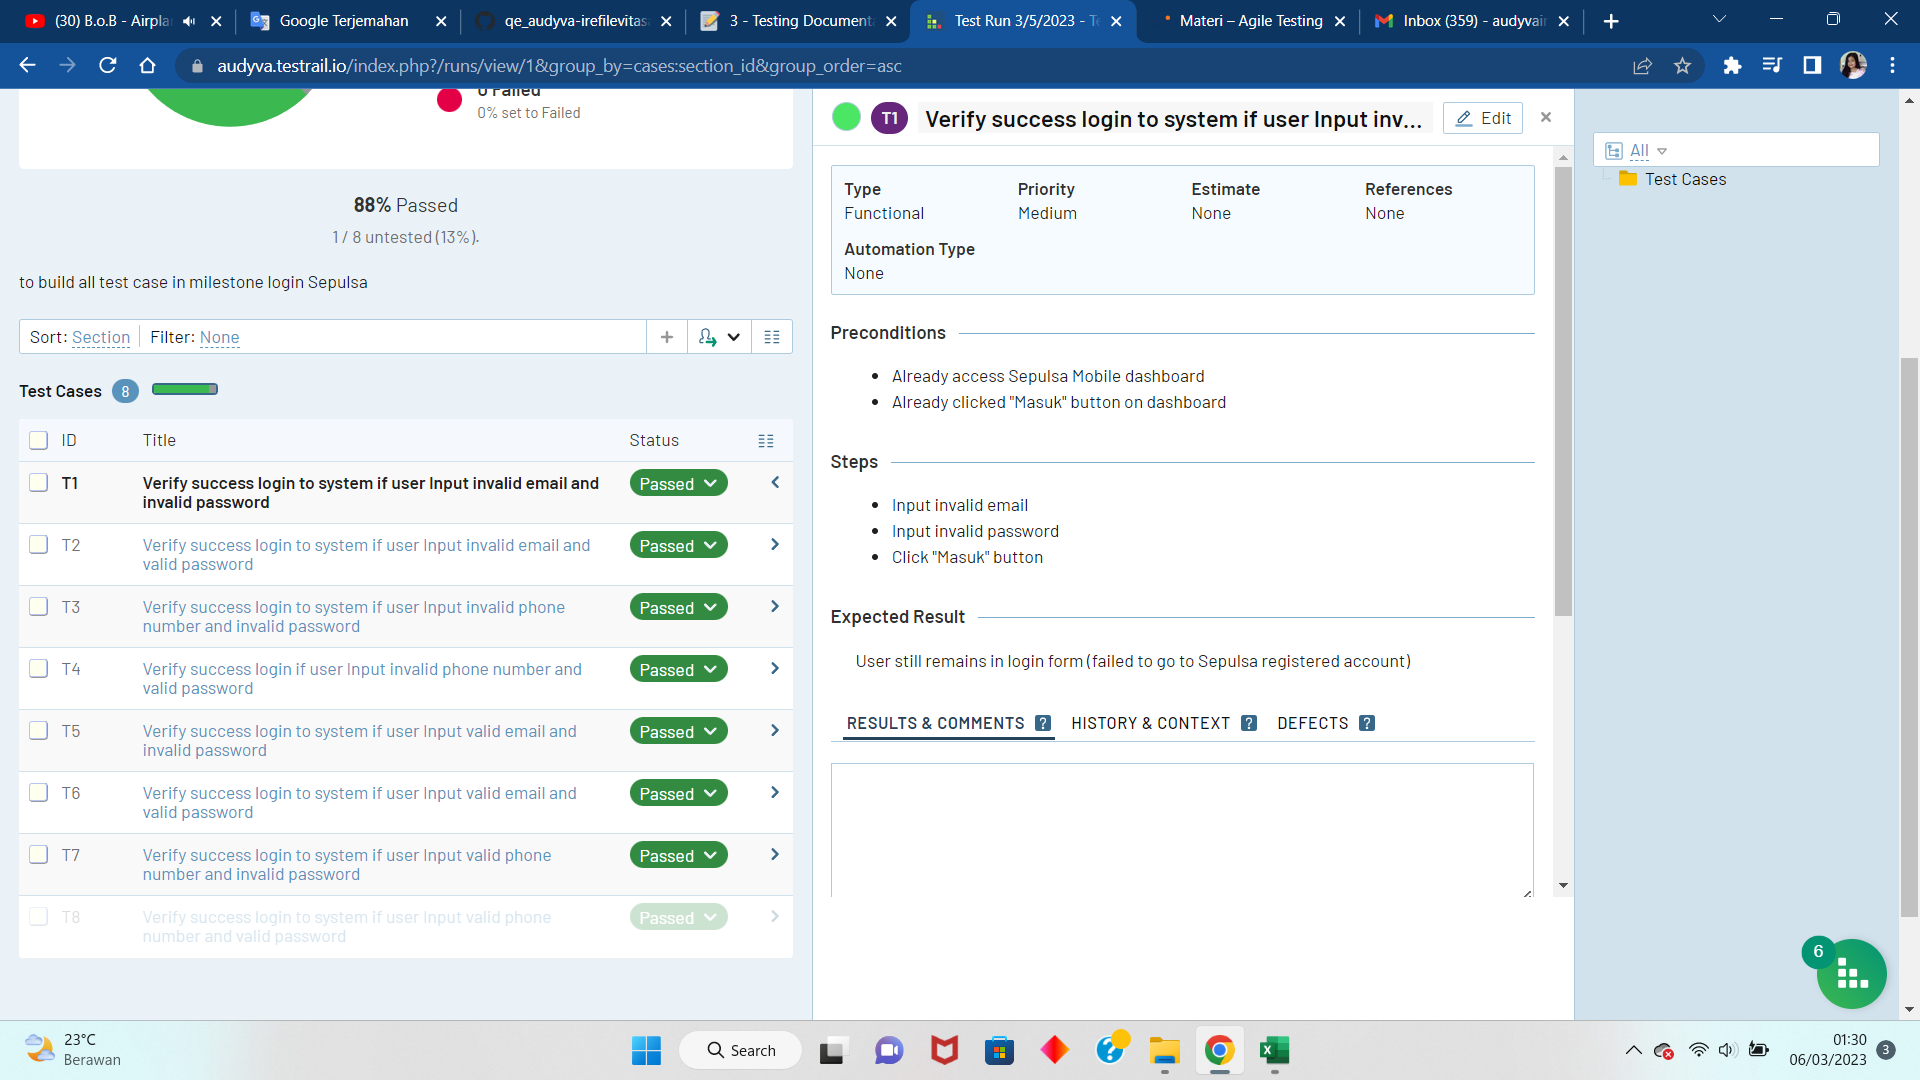 (30) B.o.B - Airpla
Google Terjemahan
qe_audyva-irefilevitas
3 - Testing Document
Test Run 3/5/2023 - Te
Materi – Agile Testing
Inbox (359) - audyvair
audyva.testrail.io/index.php?/runs/view/1&group_by=cases:section_id&group_order=asc
0 Failed
0% set to Failed
88% Passed
1 / 8 untested (13%).
to build all test case in milestone login Sepulsa
Sort: Section
Filter: None
Test Cases 8
ID Title Status
T1 Verify success login to system if user Input invalid email and invalid password Passed
T2 Verify success login to system if user Input invalid email and valid password Passed
T3 Verify success login to system if user Input invalid phone number and invalid password Passed
T4 Verify success login if user Input invalid phone number and valid password Passed
T5 Verify success login to system if user Input valid email and invalid password Passed
T6 Verify success login to system if user Input valid email and valid password Passed
T7 Verify success login to system if user Input valid phone number and invalid password Passed
T8 Verify success login to system if user Input valid phone number and valid password Passed
T1 Verify success login to system if user Input inv...
Edit
Type Priority Estimate References
Functional Medium None None
Automation Type
None
Preconditions
Already access Sepulsa Mobile dashboard
Already clicked "Masuk" button on dashboard
Steps
Input invalid email
Input invalid password
Click "Masuk" button
Expected Result
User still remains in login form (failed to go to Sepulsa registered account)
RESULTS & COMMENTS ? HISTORY & CONTEXT ? DEFECTS ?
All
Test Cases
6
23°C
Berawan
Search
01:30
06/03/2023
3